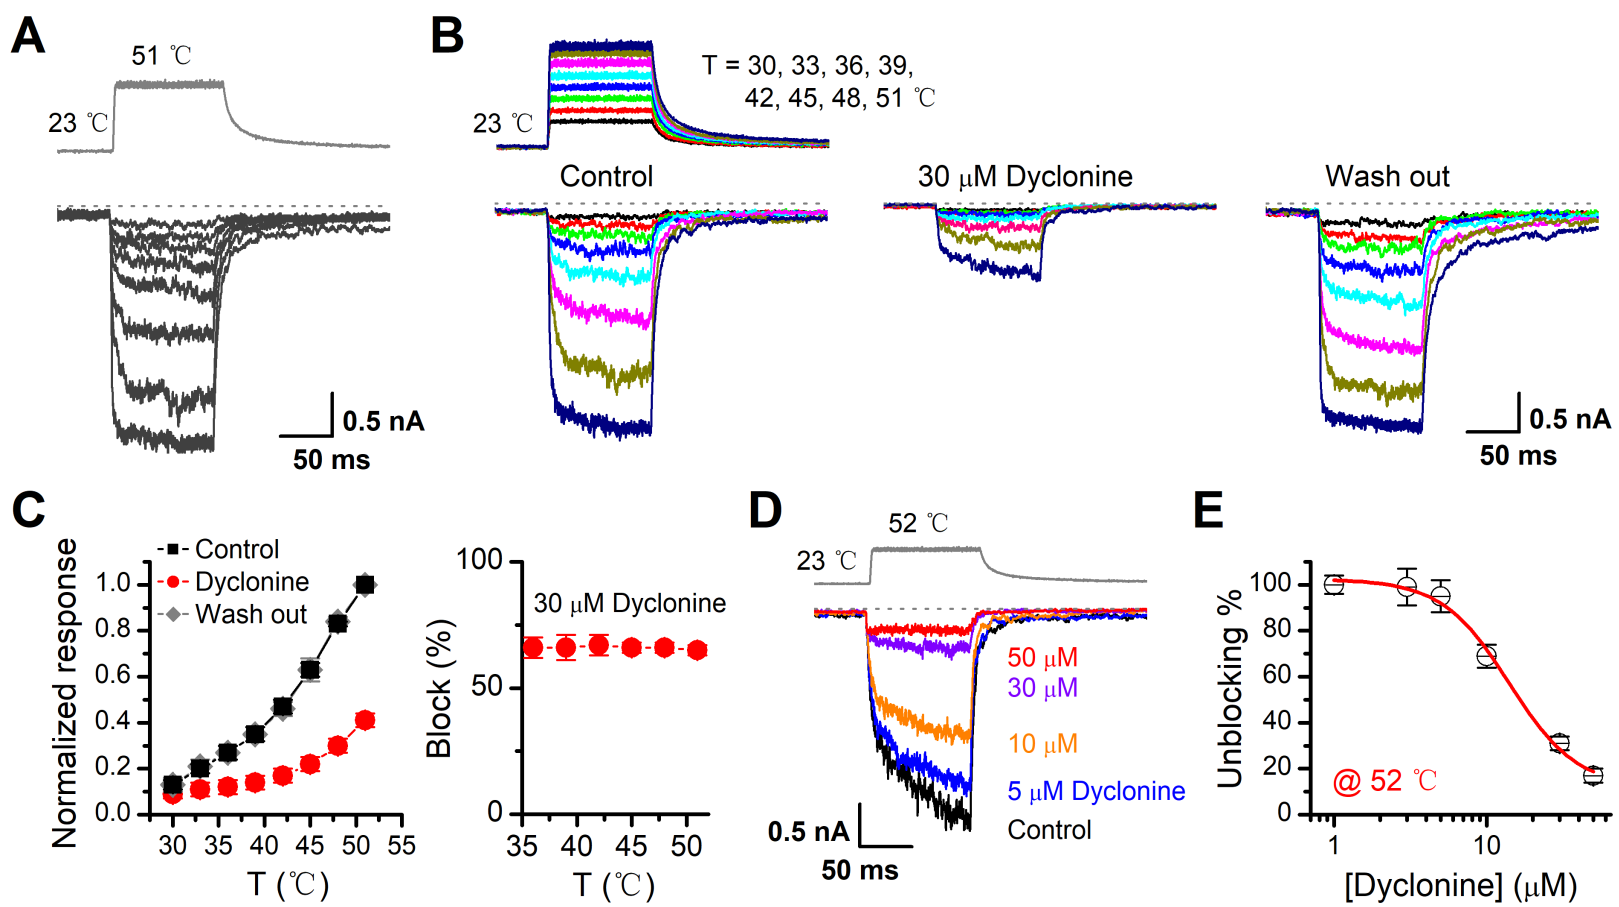 A
51 ℃
23 ℃
0.5 nA
50 ms
B
T = 30, 33, 36, 39,
42, 45, 48, 51 ℃
23 ℃
Control
30 μM Dyclonine
Wash out
0.5 nA
50 ms
C
Normalized response
1.0
0.8
0.6
0.4
0.2
0.0
Control
Dyclonine
Wash out
30 35 40 45 50 55
T (℃)
Block (%)
100
50
0
30 μM Dyclonine
35 40 45 50
T (℃)
D
52 ℃
23 ℃
50 μM
30 μM
10 μM
5 μM Dyclonine
Control
0.5 nA
50 ms
E
Unblocking %
100
80
60
40
20
0
@ 52 ℃
1 10
[Dyclonine] (μM)